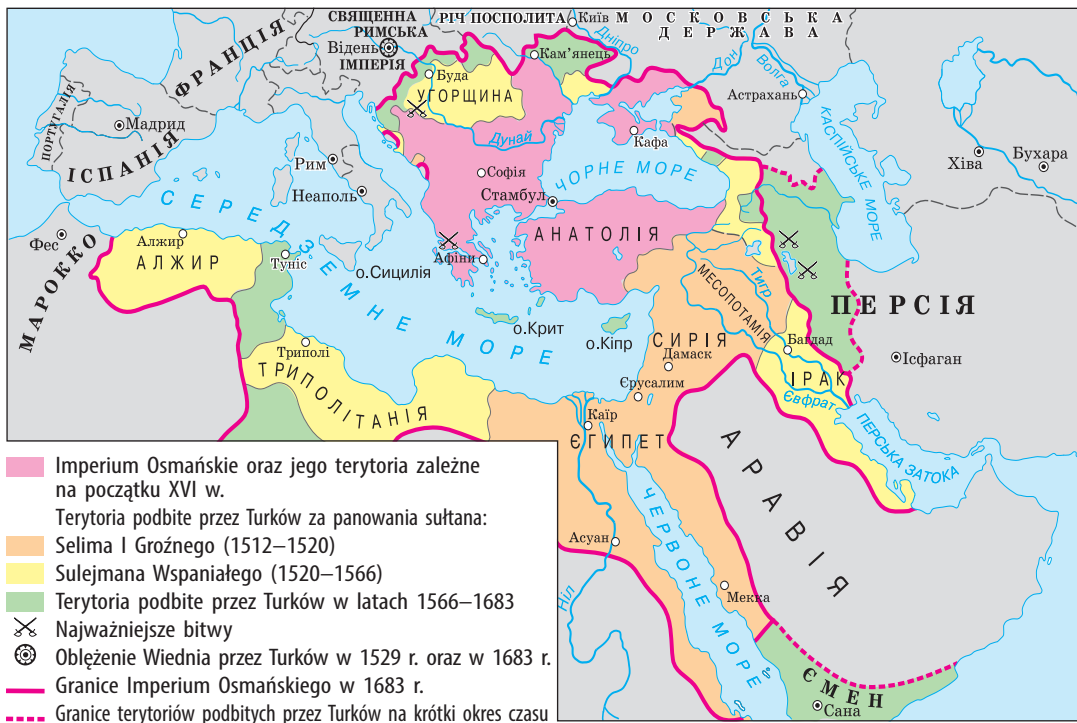 СВЯЩЕННА
РИМСЬКА
ІМПЕРІЯ
Відень
РІЧ ПОСПОЛИТА
Київ
МОСКОВСЬКА
ДЕРЖАВА
ФРАНЦІЯ
Дніпро
Кам’янець
Дон
Волга
Буда
УГОРЩИНА
Астрахань
ПОРТУГАЛІЯ
Мадрид
ІСПАНІЯ
Дунай
Кафа
КАСПІЙСЬКЕ МОРЕ
Хіва
Бухара
Рим
Неаполь
Софія
Стамбул
ЧОРНЕ МОРЕ
СЕРЕДЗЕМНЕ МОРЕ
Фес
МАРОККО
Алжир
АЛЖИР
Туніс
о.Сицилія
Афіни
АНАТОЛІЯ
МЕСОПОТАМІЯ
Тигр
ПЕРСІЯ
о.Крит
о.Кіпр
СИРІЯ
Дамаск
Багдад
Ісфаган
Триполі
ТРИПОЛІТАНІЯ
ІРАК
Єрусалим
Євфрат
Каїр
ЄГИПЕТ
ПЕРСЬКА ЗАТОКА
АРАВІЯ
ЧЕРВОНЕ МОРЕ
Асуан
Ніл
Мекка
ЄМЕН
Сана
Imperium Osmańskie oraz jego terytoria zależne
na początku XVI w.
Terytoria podbite przez Turków za panowania sułtana:
Selima I Groźnego (1512–1520)
Sulejmana Wspaniałego (1520–1566)
Terytoria podbite przez Turków w latach 1566–1683
Najważniejsze bitwy
Oblężenie Wiednia przez Turków w 1529 r. oraz w 1683 r.
Granice Imperium Osmańskiego w 1683 r.
Granice terytoriów podbitych przez Turków na krótki okres czasu